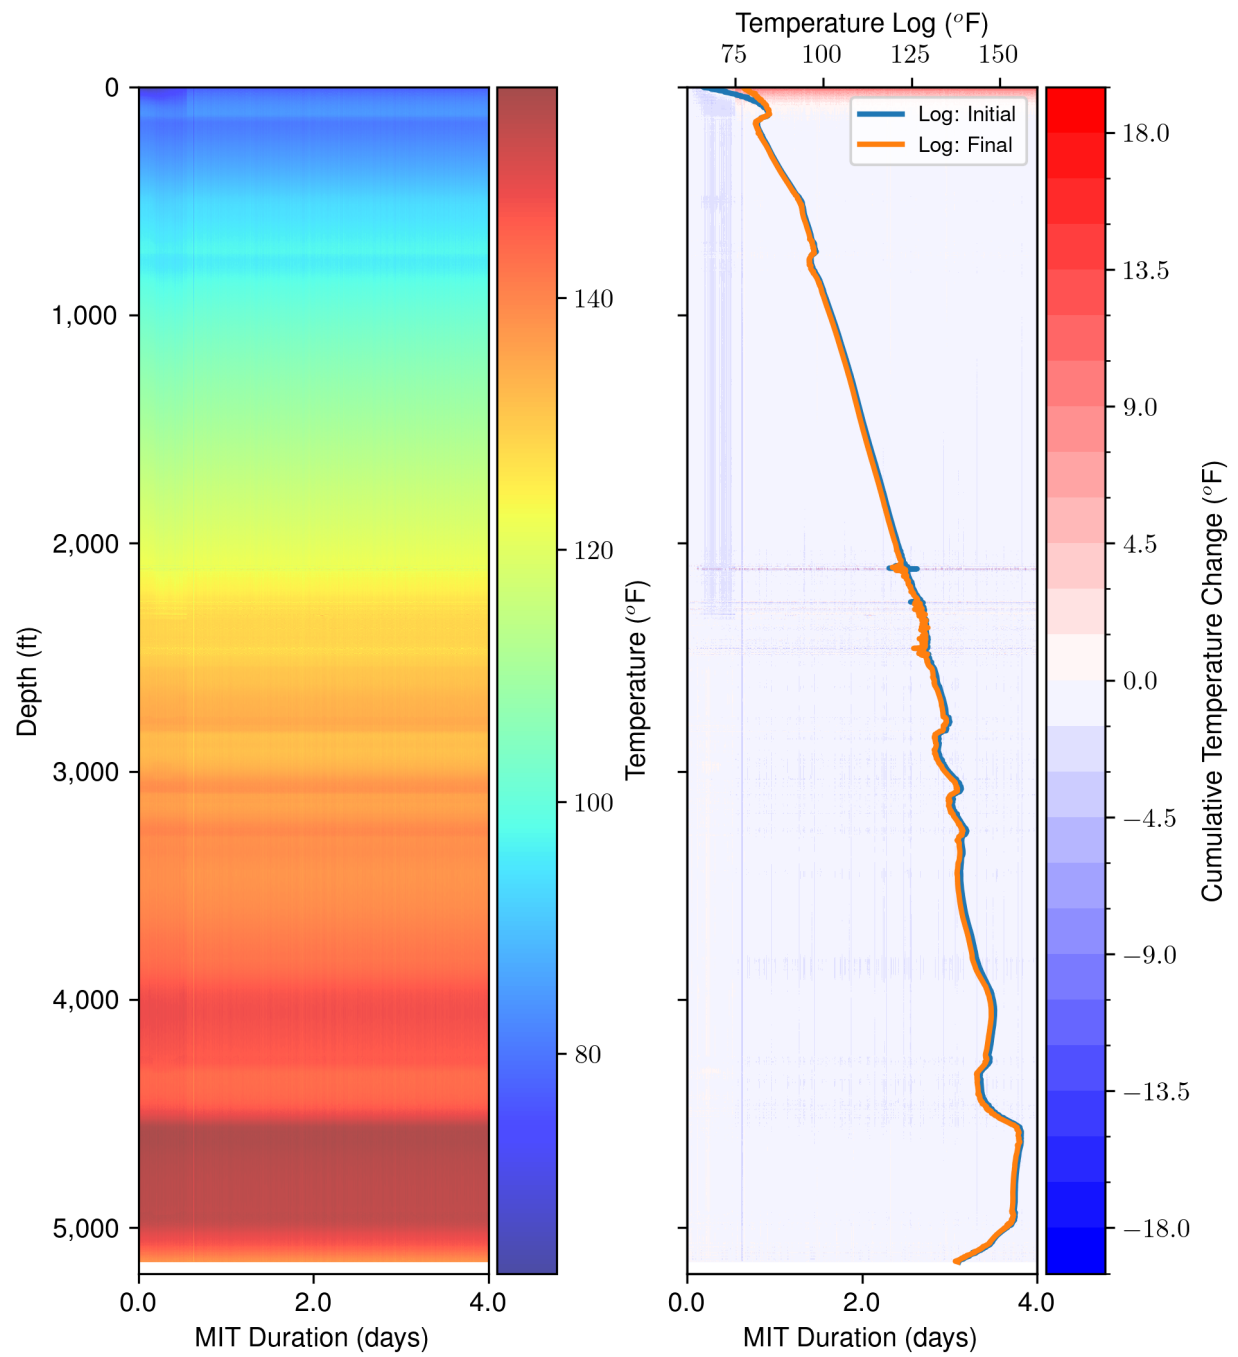 Temperature Log (°F)
75 100 125 150
0
1,000
2,000
3,000
4,000
5,000
Depth (ft)
0.0 2.0 4.0
MIT Duration (days)
140
120
100
80
Temperature (°F)
Log: Initial
Log: Final
0.0 2.0 4.0
MIT Duration (days)
18.0
13.5
9.0
4.5
0.0
−4.5
−9.0
−13.5
−18.0
Cumulative Temperature Change (°F)